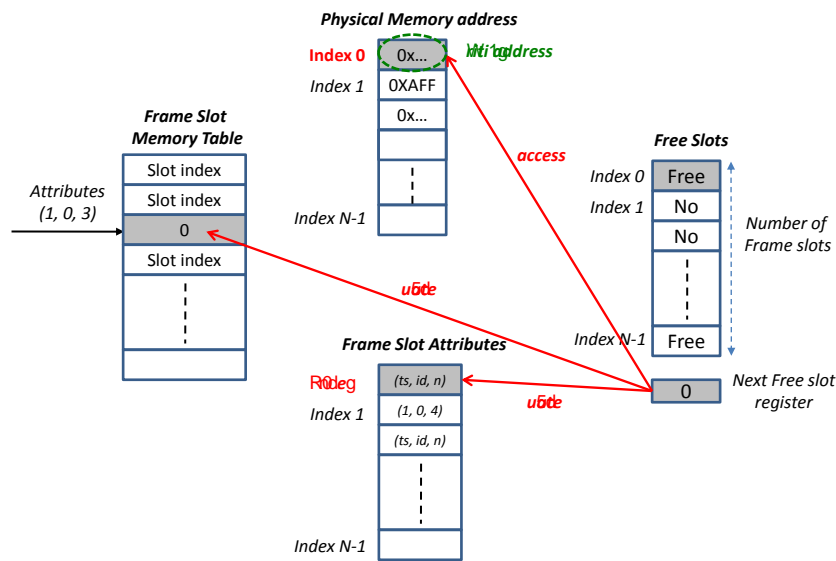 Physical Memory address
Index 0
0x...
address
Index 1
0XAFF
0x...
Index N-1
Frame Slot
Memory Table
Slot index
Slot index
0
Slot index
Attributes
(1, 0, 3)
access
Free Slots
Index 0
Free
Index 1
No
No
Index N-1
Free
Number of
Frame slots
0
Next Free slot
register
Frame Slot Attributes
(ts, id, n)
Index 1
(1, 0, 4)
(ts, id, n)
Index N-1